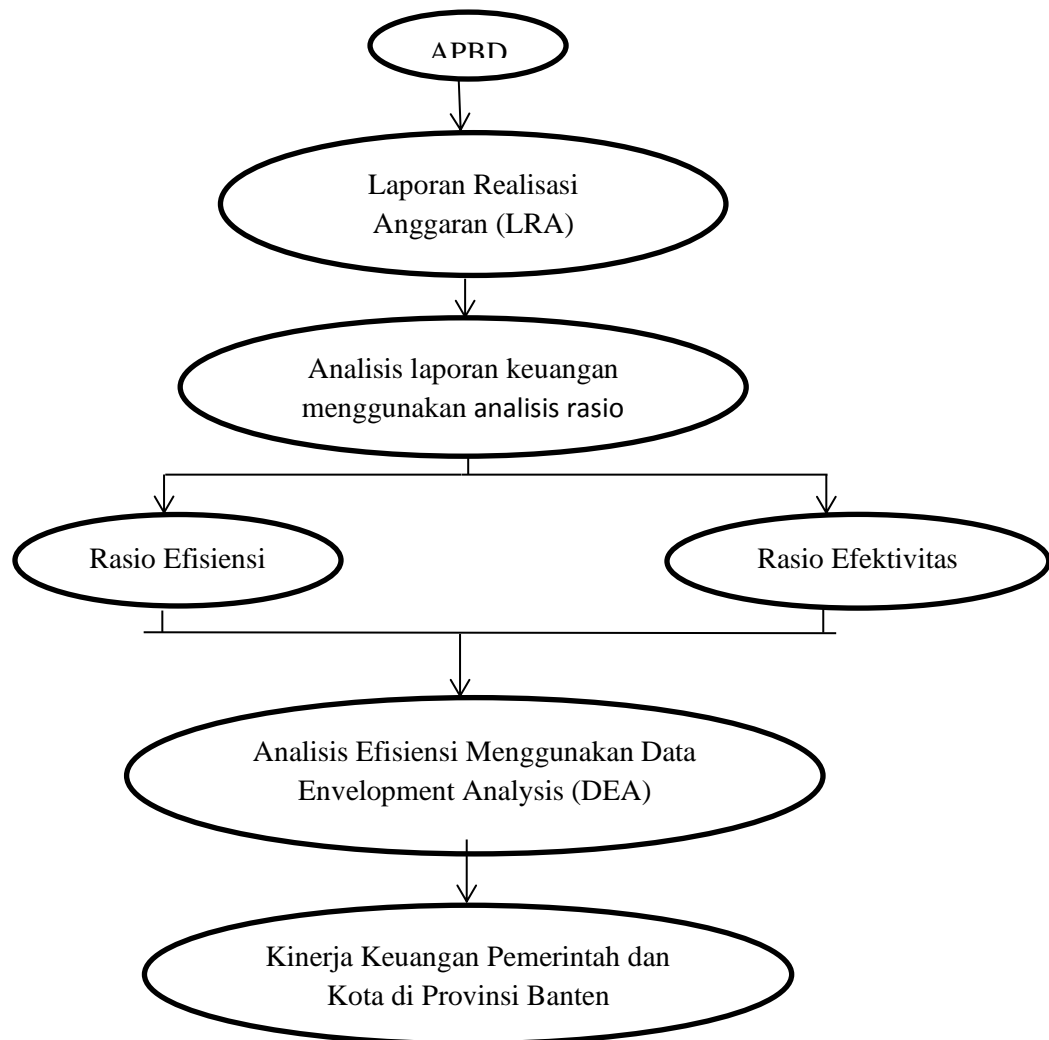 APBD
Laporan Realisasi
Anggaran (LRA)
Analisis laporan keuangan
menggunakan analisis rasio
Rasio Efisiensi
Rasio Efektivitas
Analisis Efisiensi Menggunakan Data
Envelopment Analysis (DEA)
Kinerja Keuangan Pemerintah dan
Kota di Provinsi Banten